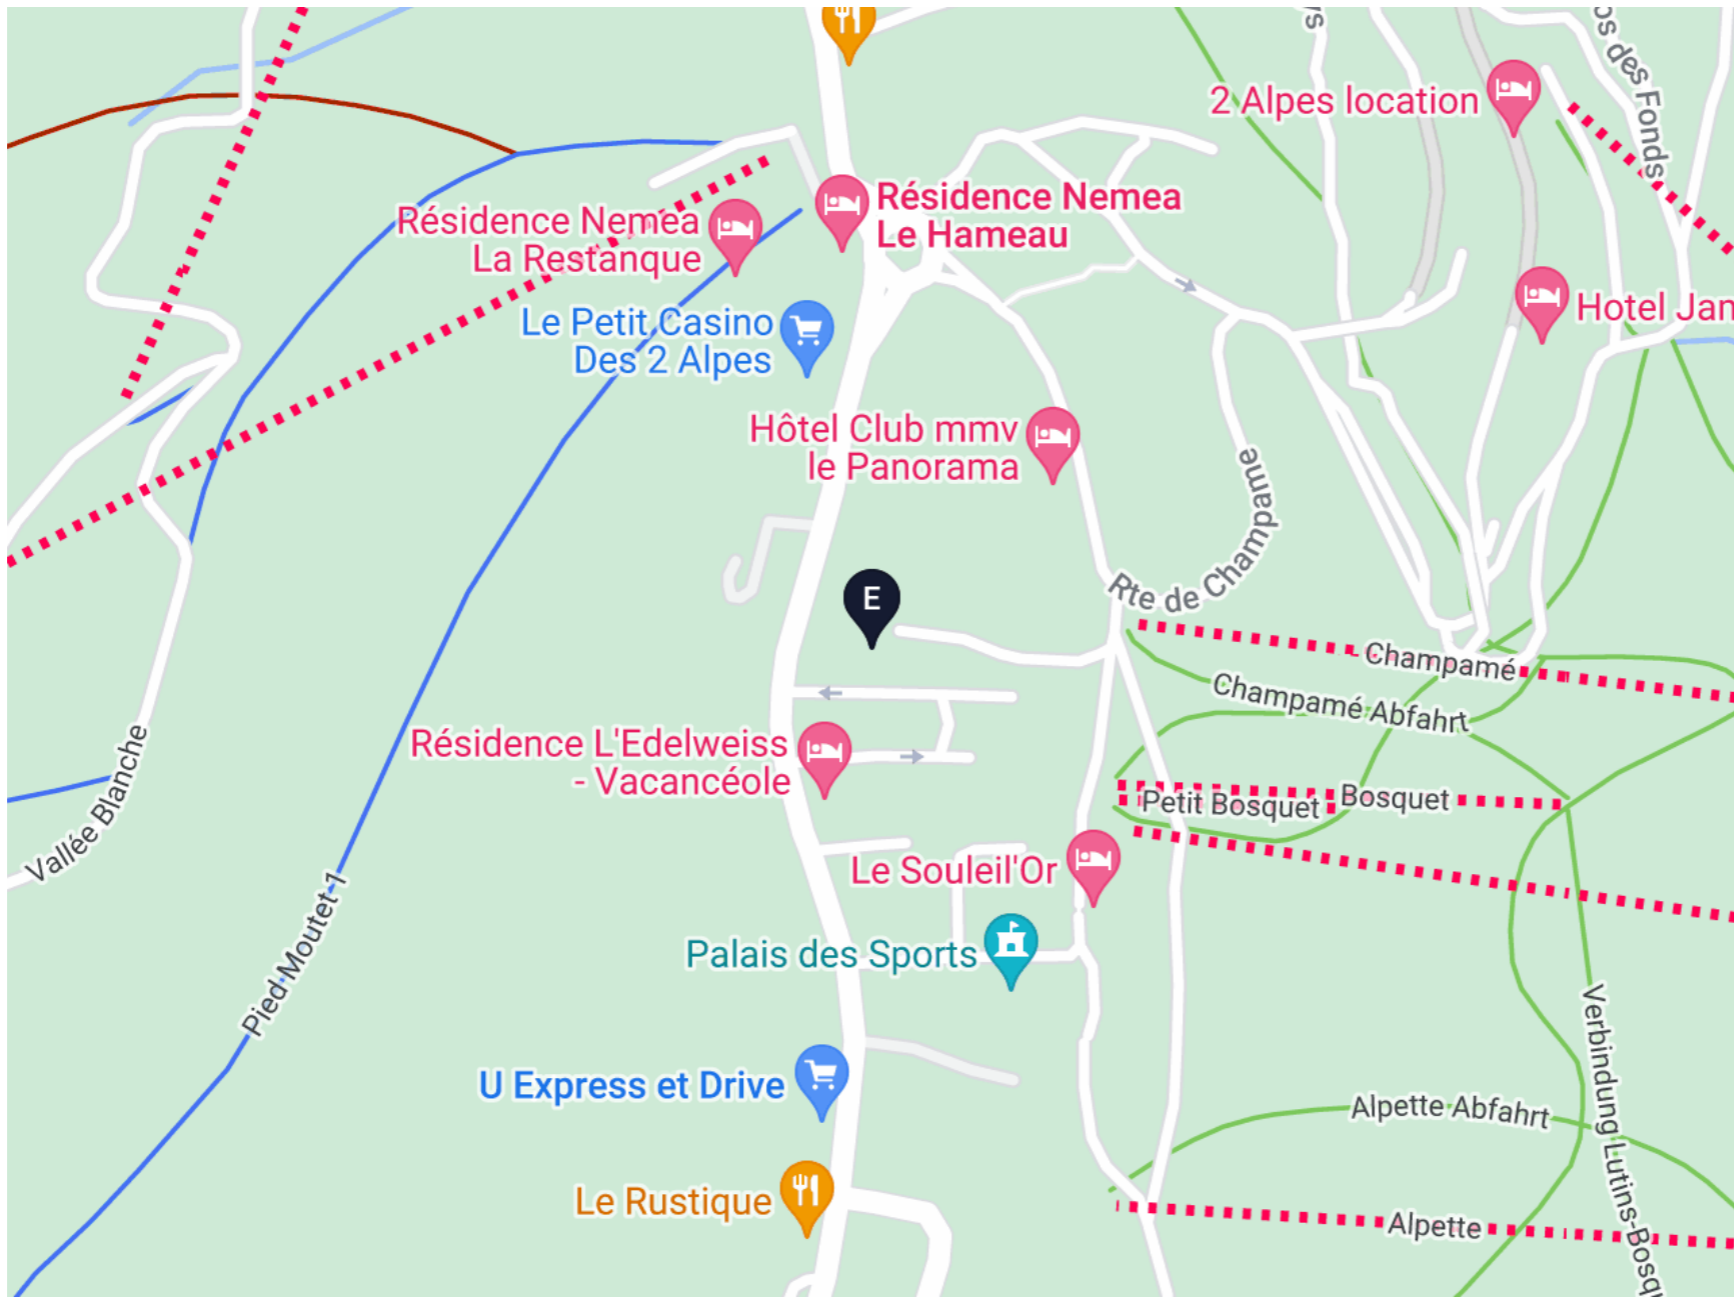 2 Alpes location
os des Fonds
Résidence Nemea
Le Hameau
Résidence Nemea
La Restanque
Le Petit Casino
Des 2 Alpes
Hotel Jan
Hôtel Club mmv
le Panorama
Rte de Champame
E
Champamé
Champamé Abfahrt
Résidence L'Edelweiss
- Vacancéole
Vallée Blanche
Petit Bosquet
Bosquet
Le Souleil'Or
Palais des Sports
Pied Moutet 1
U Express et Drive
Verbindung Lutins-Bosqu
Alpette Abfahrt
Le Rustique
Alpette